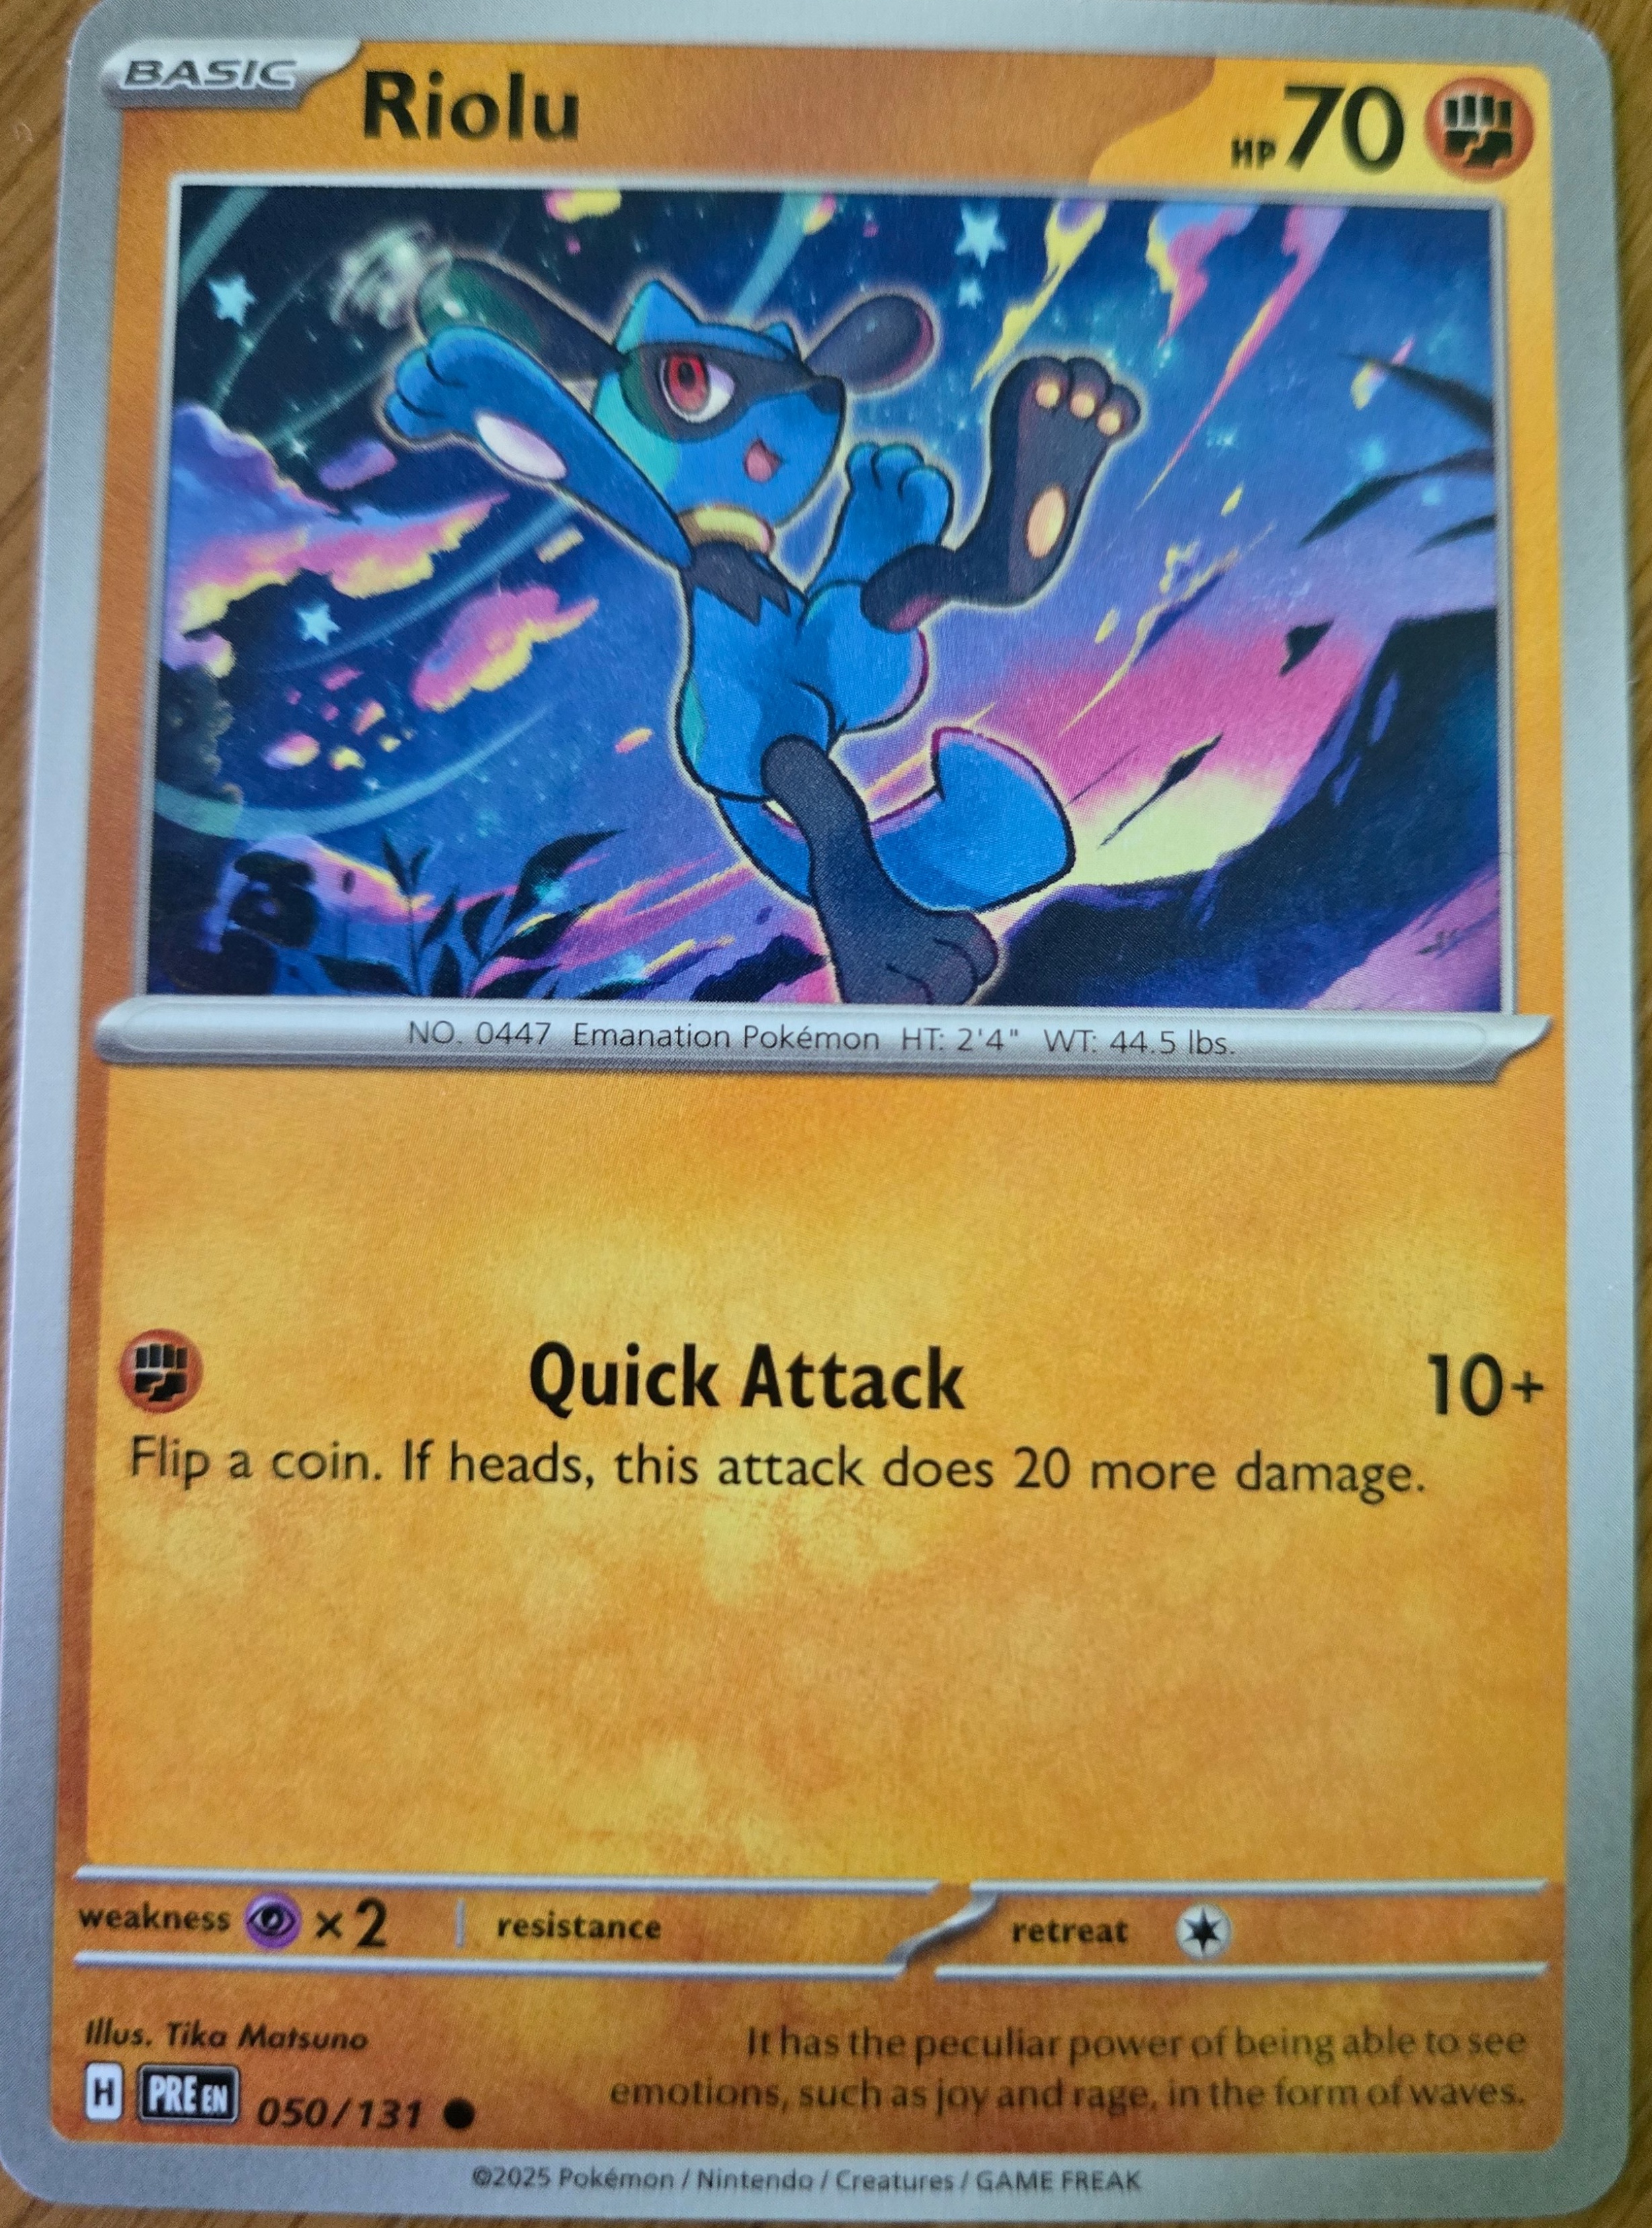 BASIC
Riolu
HP 70
NO. 0447 Emanation Pokémon HT: 2'4" WT: 44.5 lbs.
Quick Attack 10+
Flip a coin. If heads, this attack does 20 more damage.
weakness ×2 resistance retreat
Illus. Tika Matsuno
It has the peculiar power of being able to see
emotions, such as joy and rage, in the form of waves.
H PRE EN 050/131
©2025 Pokémon / Nintendo / Creatures / GAME FREAK